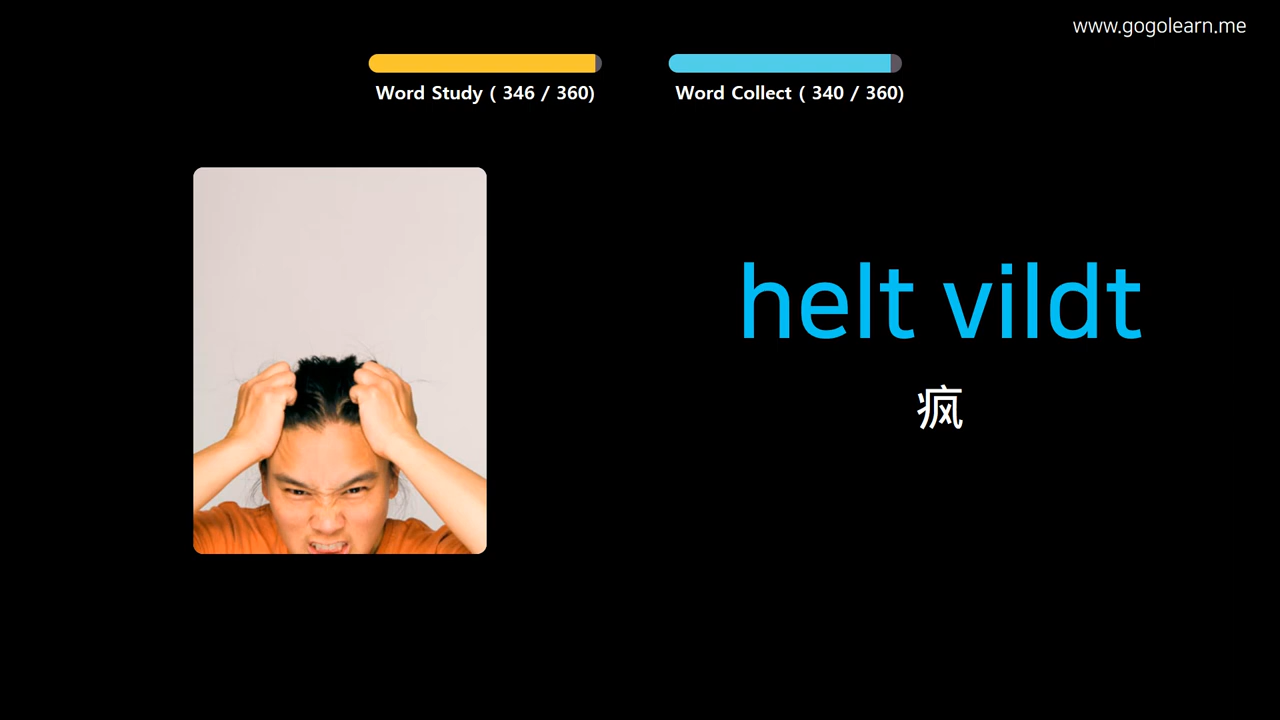 www.gogolearn.me
Word Study ( 346 / 360)
Word Collect ( 340 / 360)
helt vildt
疯